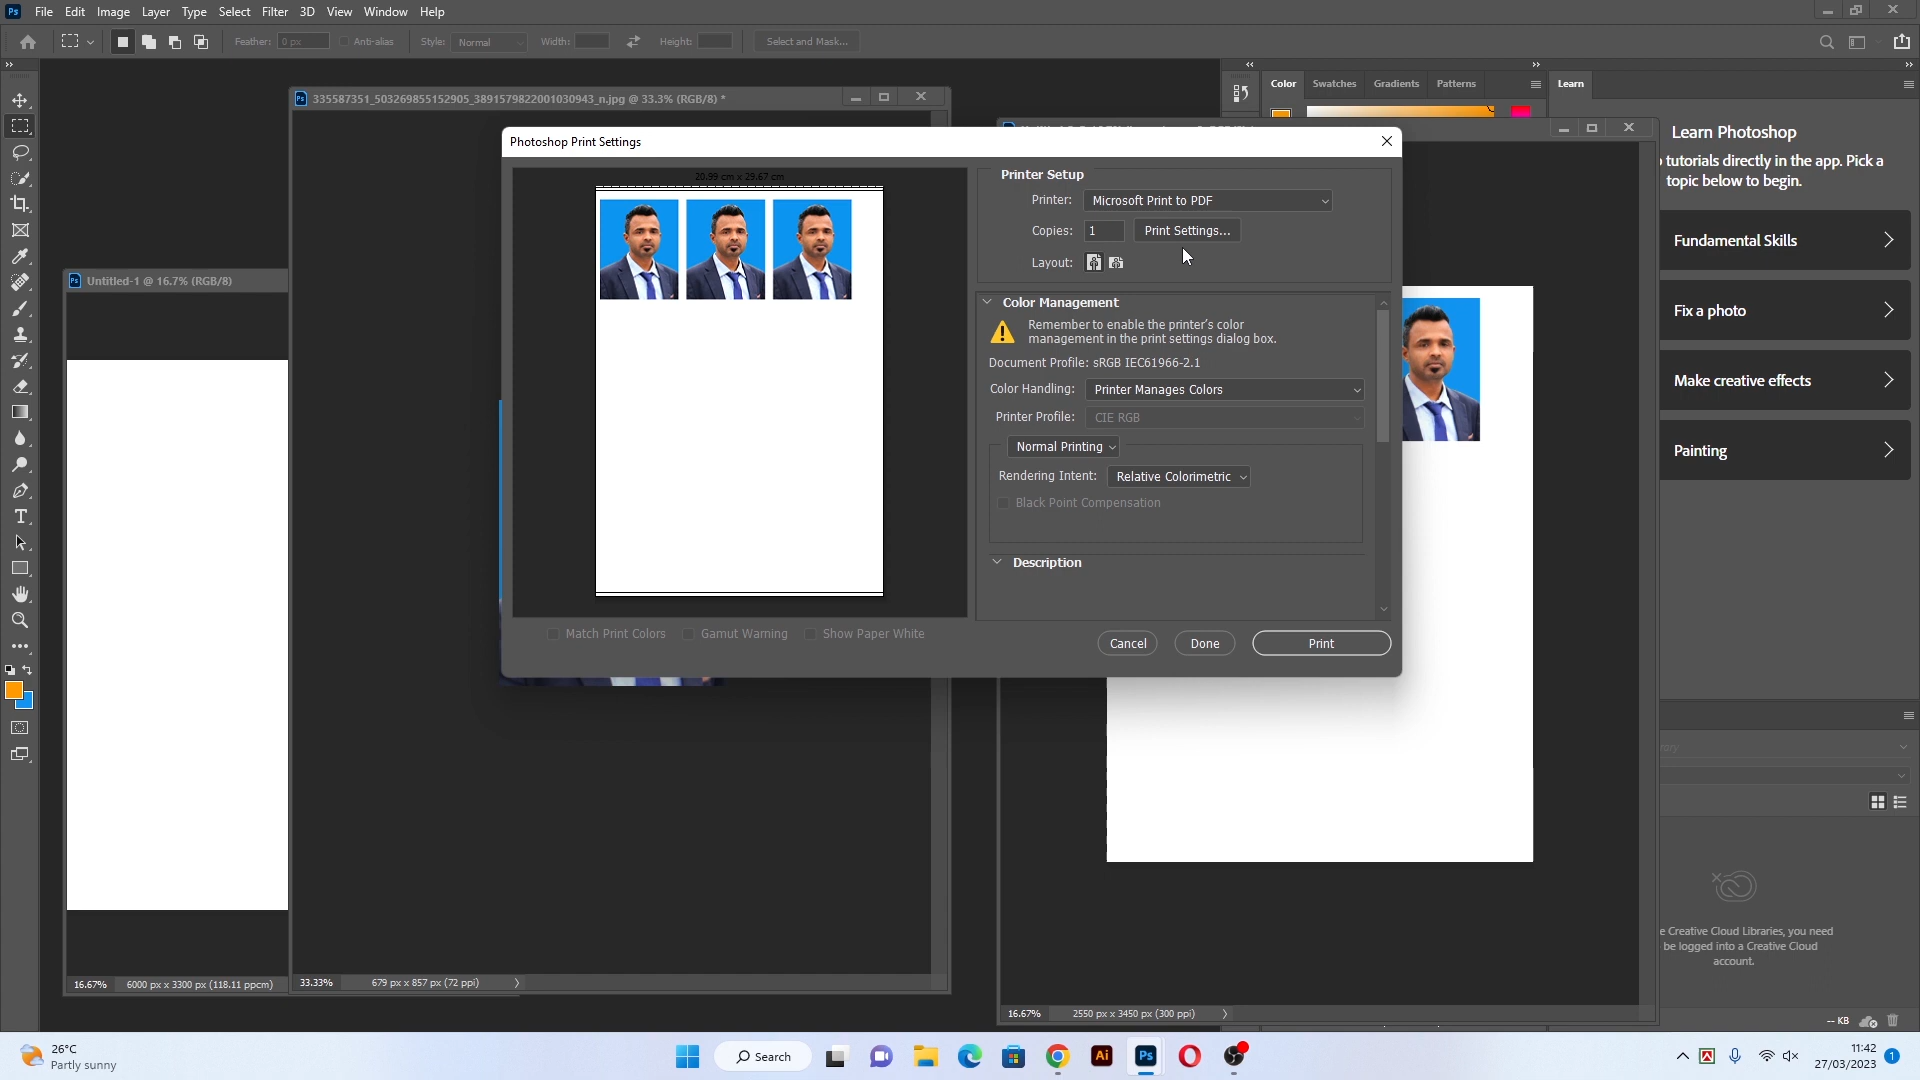 Ps File Edit Image Layer Type Select Filter 3D View Window Help
Feather: 0 px Anti-alias Style: Normal Width: Height: Select and Mask...
335587351_503269855152905_3891579822001030943_n.jpg @ 33.3% (RGB/8) *
Color Swatches Gradients Patterns
Learn
Learn Photoshop
tutorials directly in the app. Pick a
topic below to begin.
Fundamental Skills
Fix a photo
Make creative effects
Painting
Untitled-1 @ 16.7% (RGB/8)
Photoshop Print Settings
20.99 cm x 29.67 cm
Printer Setup
Printer: Microsoft Print to PDF
Copies: 1 Print Settings...
Layout:
Color Management
Remember to enable the printer's color
management in the print settings dialog box.
Document Profile: sRGB IEC61966-2.1
Color Handling: Printer Manages Colors
Printer Profile: CIE RGB
Normal Printing
Rendering Intent: Relative Colorimetric
Black Point Compensation
Description
Match Print Colors Gamut Warning Show Paper White
Cancel Done Print
e Creative Cloud Libraries, you need
be logged into a Creative Cloud
account.
16.67% 6000 px x 3300 px (118.11 ppcm)
33.33% 679 px x 857 px (72 ppi)
16.67% 2550 px x 3450 px (300 ppi)
-- KB
26°C
Partly sunny
Search
Ai
Ps
11:42
27/03/2023
1